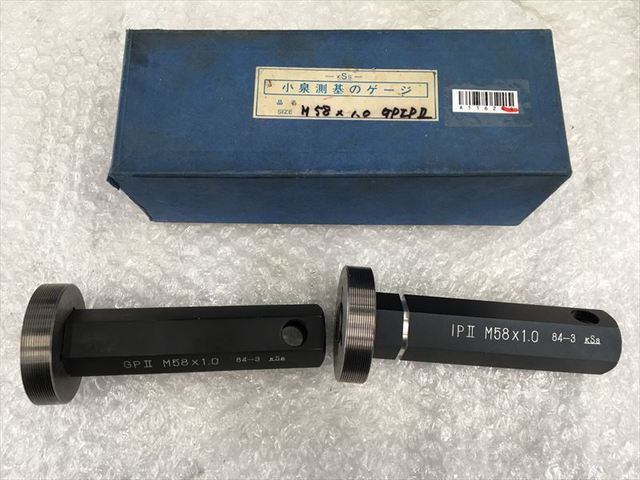 KSs
小泉測基のゲージ
品名
SIZE M58 x 1.0 GPIPII
A1162
GPII M58×1.0 84-3 KSs
IPII M58×1.0 84-3 KSs